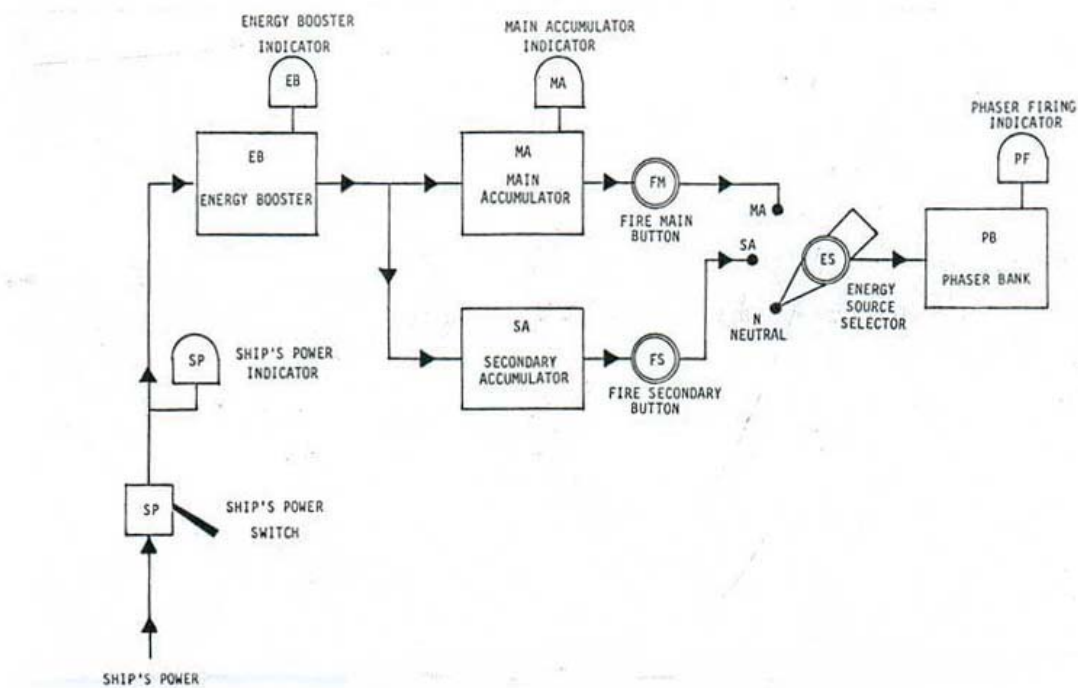 ENERGY BOOSTER
INDICATOR
EB
MAIN ACCUMULATOR
INDICATOR
MA
PHASER FIRING
INDICATOR
PF
EB
ENERGY BOOSTER
MA
MAIN
ACCUMULATOR
FM
FIRE MAIN
BUTTON
MA
SA
ES
ENERGY
SOURCE
SELECTOR
N
NEUTRAL
PB
PHASER BANK
SA
SECONDARY
ACCUMULATOR
FS
FIRE SECONDARY
BUTTON
SP
SHIP'S POWER
INDICATOR
SP
SHIP'S POWER
SWITCH
SHIP'S POWER